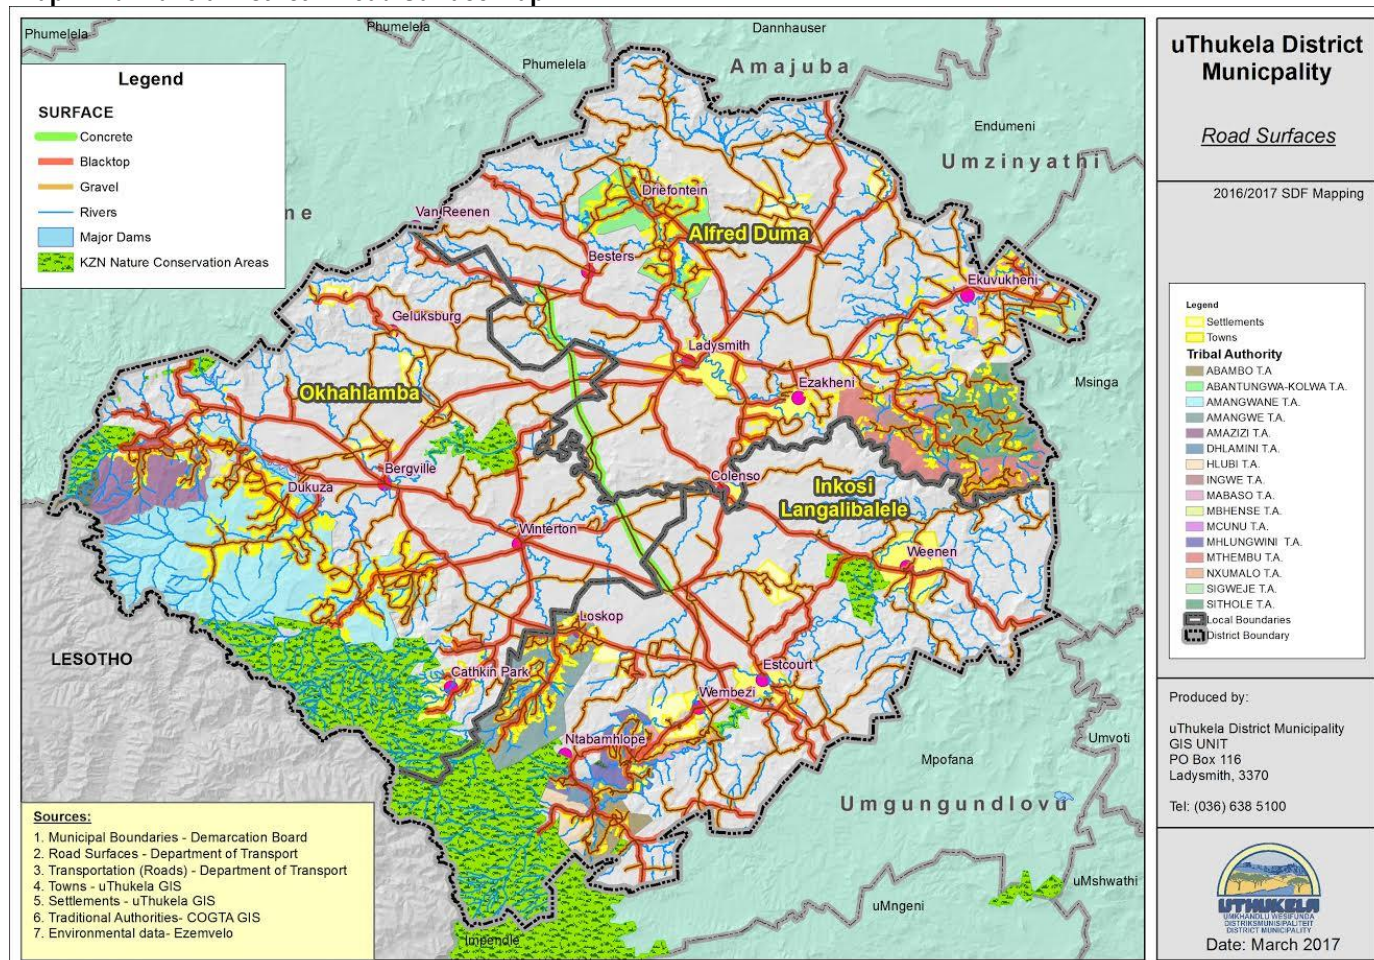 Phumelela
Phumelela
Dannhauser
Phumelela
Amajuba
Endumeni
Umzinyathi
ne
Msinga
Legend
SURFACE
Concrete
Blacktop
Gravel
Rivers
Major Dams
KZN Nature Conservation Areas
Van Reenen
Driefontein
Alfred Duma
Besters
Ekuvukheni
Geluksburg
Ladysmith
Okhahlamba
Ezakheni
Bergville
Dukuza
Colenso
Inkosi
Langalibalele
Winterton
Weenen
Loskop
LESOTHO
Cathkin Park
Estcourt
Wembezi
Ntabamhlope
Umvoti
Mpofana
Umgungundlovu
uMshwathi
uMngeni
Impendle
Sources:
1. Municipal Boundaries - Demarcation Board
2. Road Surfaces - Department of Transport
3. Transportation (Roads) - Department of Transport
4. Towns - uThukela GIS
5. Settlements - uThukela GIS
6. Traditional Authorities- COGTA GIS
7. Environmental data- Ezemvelo
uThukela District
Municpality
Road Surfaces
2016/2017 SDF Mapping
Legend
Settlements
Towns
Tribal Authority
ABAMBO T.A
ABANTUNGWA-KOLWA T.A.
AMANGWANE T.A.
AMANGWE T.A.
AMAZIZI T.A.
DHLAMINI T.A.
HLUBI T.A.
INGWE T.A.
MABASO T.A.
MBHENSE T.A.
MCUNU T.A.
MHLUNGWINI T.A.
MTHEMBU T.A.
NXUMALO T.A.
SIGWEJE T.A.
SITHOLE T.A.
Local Boundaries
District Boundary
Produced by:
uThukela District Municipality
GIS UNIT
PO Box 116
Ladysmith, 3370
Tel: (036) 638 5100
UTHUKELA
UMKHANDLU WESIFUNDA
DISTRIKSMUNISIPALITEIT
DISTRICT MUNICIPALITY
Date: March 2017